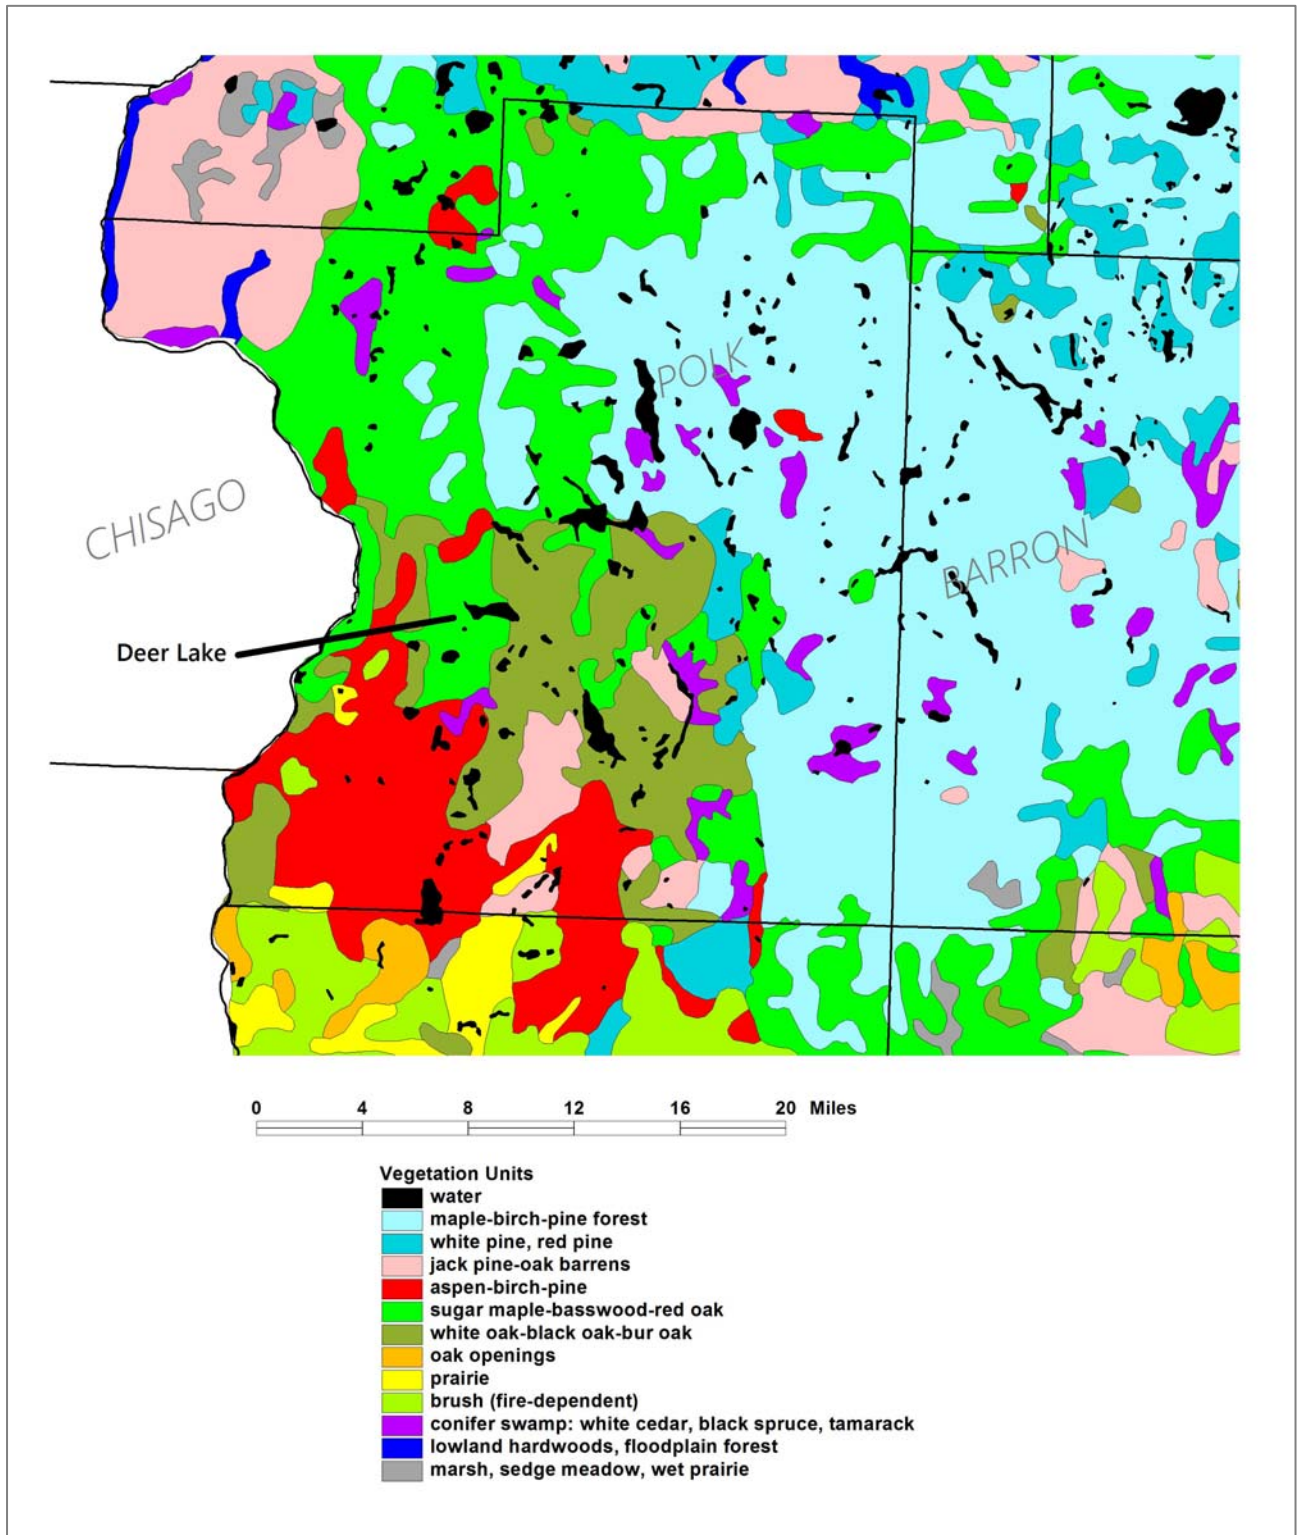 POLK
CHISAGO
BARRON
Deer Lake
0 4 8 12 16 20 Miles
Vegetation Units
water
maple-birch-pine forest
white pine, red pine
jack pine-oak barrens
aspen-birch-pine
sugar maple-basswood-red oak
white oak-black oak-bur oak
oak openings
prairie
brush (fire-dependent)
conifer swamp: white cedar, black spruce, tamarack
lowland hardwoods, floodplain forest
marsh, sedge meadow, wet prairie